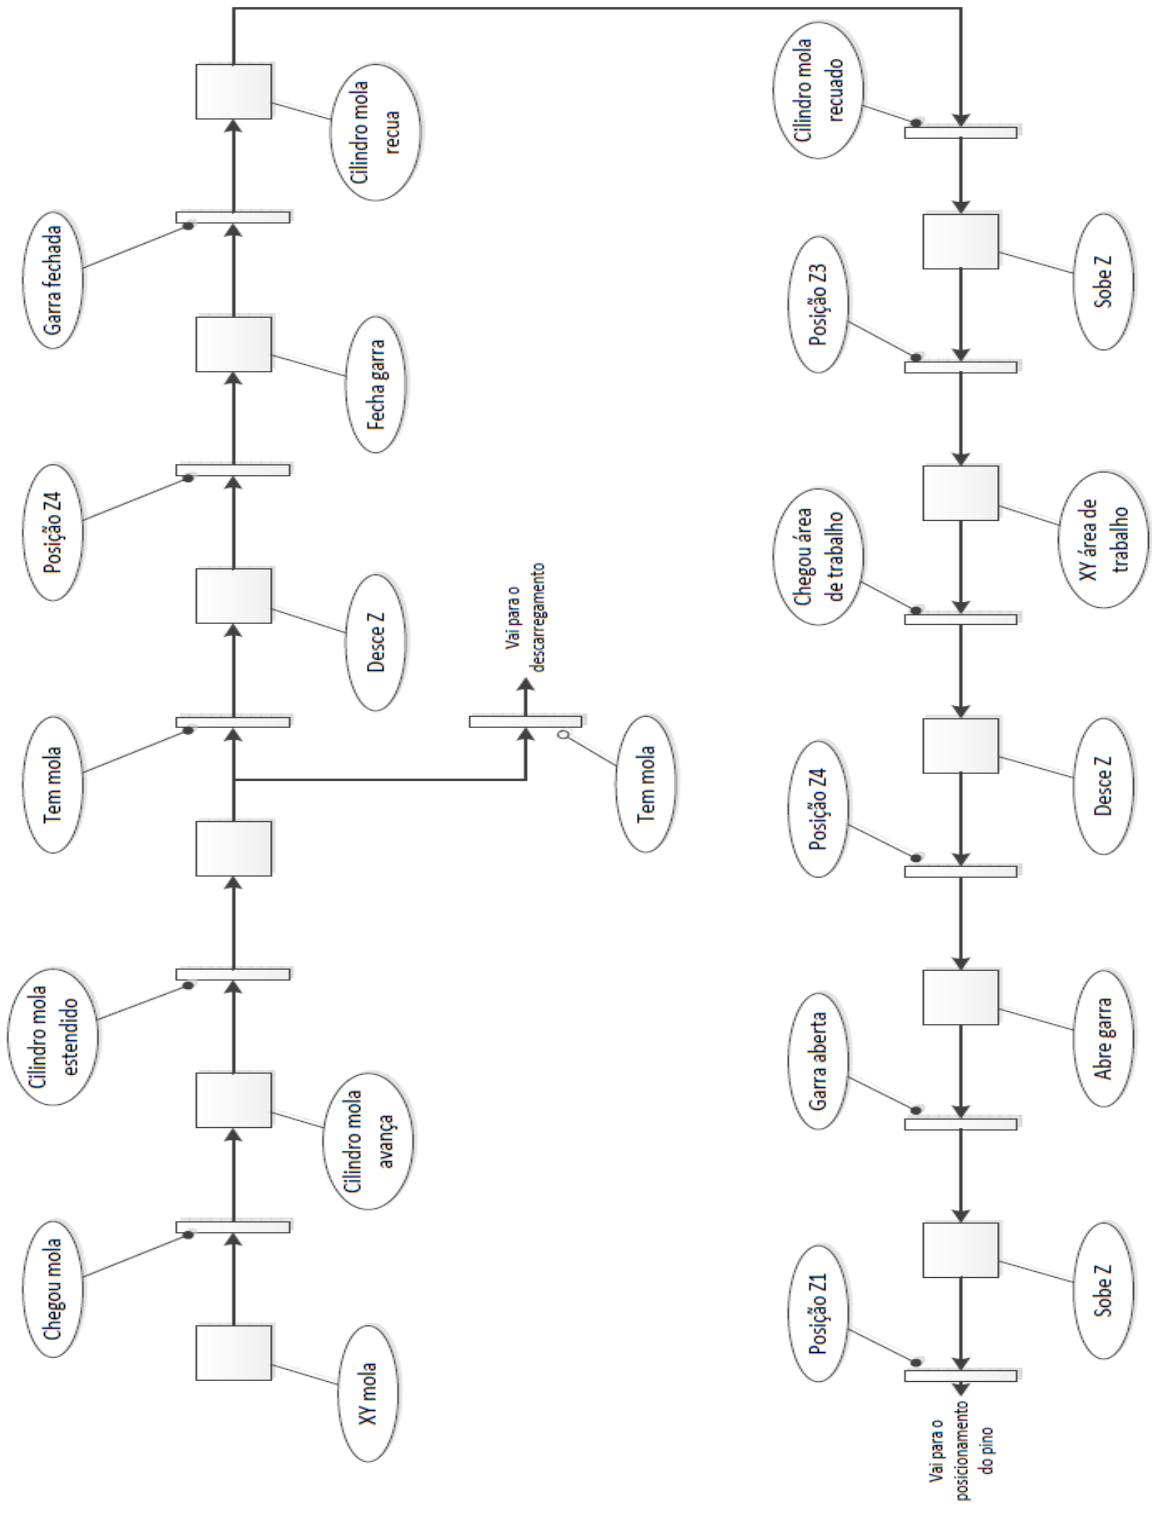 XY mola
Chegou mola
Cilindro mola
avança
Cilindro mola
estendido
Tem mola
Tem mola
Vai para o
descarregamento
Desce Z
Posição Z4
Fecha garra
Garra fechada
Cilindro mola
recua
Cilindro mola
recuado
Sobe Z
Posição Z3
XY área de
trabalho
Chegou área
de trabalho
Desce Z
Posição Z4
Abre garra
Garra aberta
Sobe Z
Posição Z1
Vai para o
posicionamento
do pino